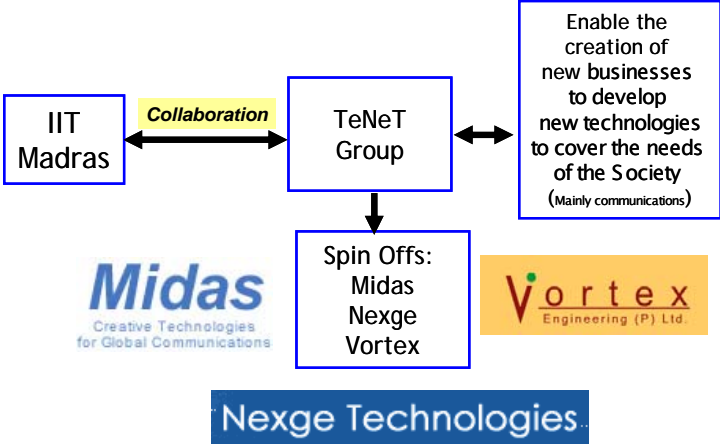 IIT
Madras
Collaboration
TeNeT
Group
Enable the
creation of
new businesses
to develop
new technologies
to cover the needs
of the Society
(Mainly communications)
Spin Offs:
Midas
Nexge
Vortex
Midas
Creative Technologies
for Global Communications
Vortex
Engineering (P) Ltd.
Nexge Technologies